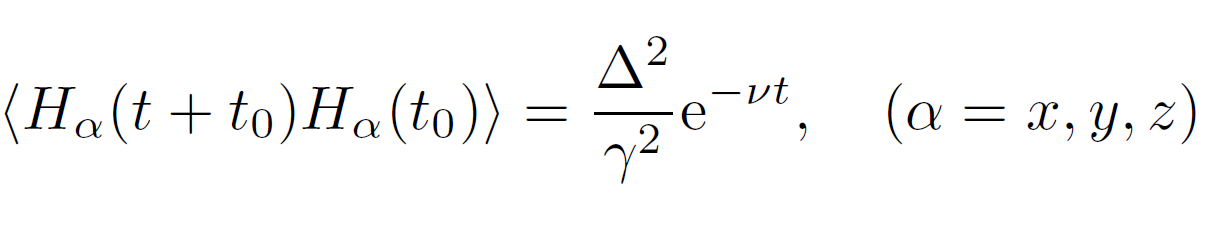 ⟨H_α(t + t_0)H_α(t_0)⟩ = \frac{Δ^2}{γ^2} e^{-νt}, (α = x, y, z)